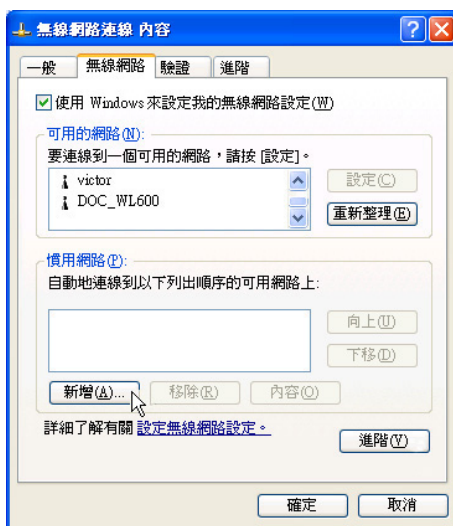 無線網路連線 內容
一般 無線網路 驗證 進階
使用 Windows 來設定我的無線網路設定(W)
可用的網路(N):
要連線到一個可用的網路，請按 [設定]。
victor
DOC_WL600
設定(C)
重新整理(E)
慣用網路(P):
自動地連線到以下列出順序的可用網路上:
向上(U)
下移(D)
新增(A)... 移除(R) 內容(O)
詳細了解有關 設定無線網路設定。
進階(V)
確定 取消